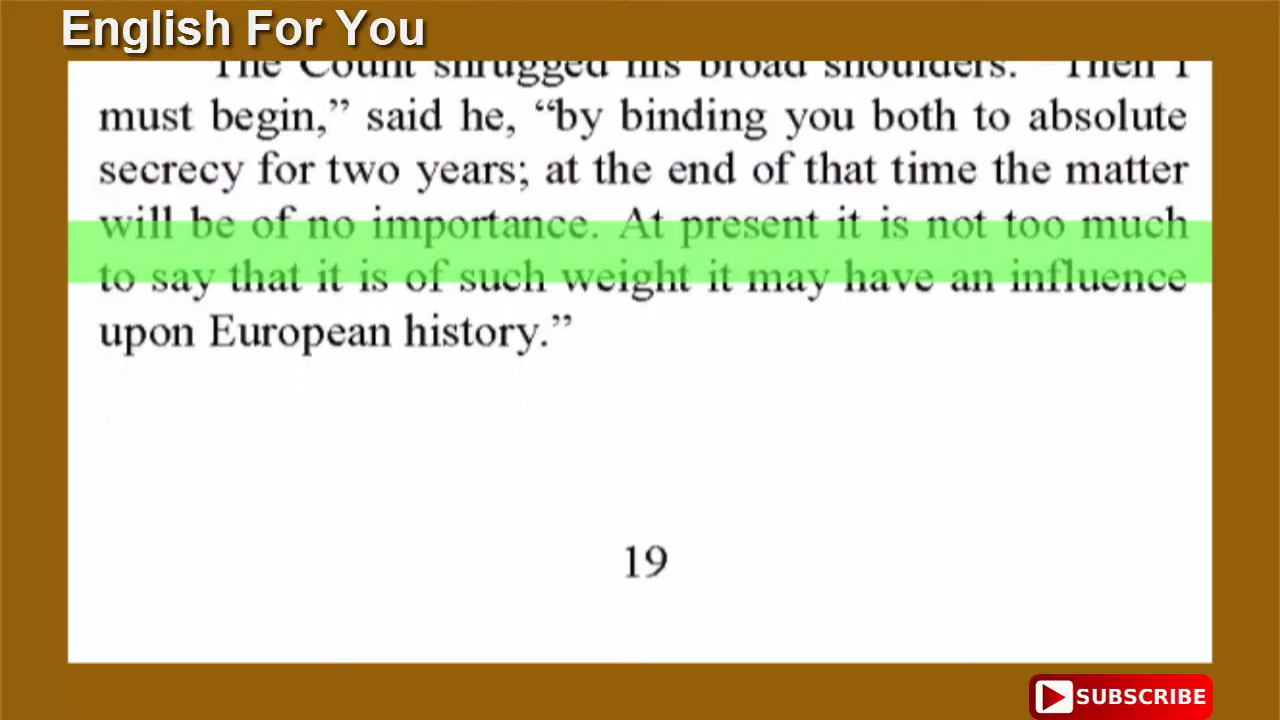 English For You
The Count shrugged his broad shoulders. "Then I
must begin,” said he, “by binding you both to absolute
secrecy for two years; at the end of that time the matter
will be of no importance. At present it is not too much
to say that it is of such weight it may have an influence
upon European history.”
19
SUBSCRIBE